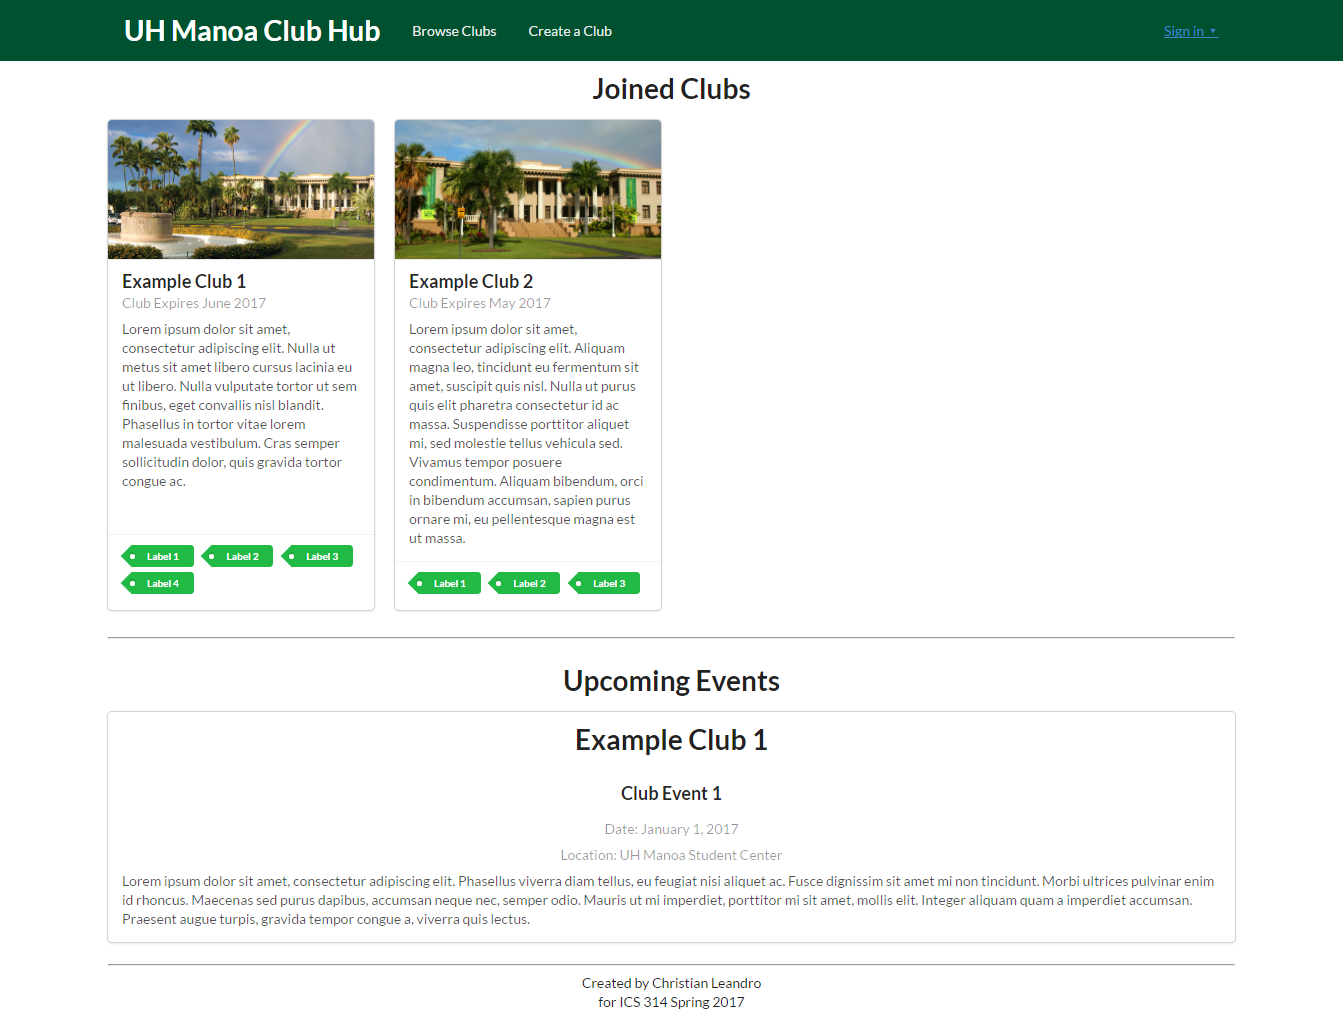 UH Manoa Club Hub Browse Clubs Create a Club Sign in
Joined Clubs
Example Club 1
Club Expires June 2017
Lorem ipsum dolor sit amet,
consectetur adipiscing elit. Nulla ut
metus sit amet libero cursus lacinia eu
ut libero. Nulla vulputate tortor ut sem
finibus, eget convallis nisl blandit.
Phasellus in tortor vitae lorem
malesuada vestibulum. Cras semper
sollicitudin dolor, quis gravida tortor
congue ac.
Label 1 Label 2 Label 3
Label 4
Example Club 2
Club Expires May 2017
Lorem ipsum dolor sit amet,
consectetur adipiscing elit. Aliquam
magna leo, tincidunt eu fermentum sit
amet, suscipit quis nisl. Nulla ut purus
quis elit pharetra consectetur id ac
massa. Suspendisse porttitor aliquet
mi, sed molestie tellus vehicula sed.
Vivamus tempor posuere
condimentum. Aliquam bibendum, orci
in bibendum accumsan, sapien purus
ornare mi, eu pellentesque magna est
ut massa.
Label 1 Label 2 Label 3
Upcoming Events
Example Club 1
Club Event 1
Date: January 1, 2017
Location: UH Manoa Student Center
Lorem ipsum dolor sit amet, consectetur adipiscing elit. Phasellus viverra diam tellus, eu feugiat nisi aliquet ac. Fusce dignissim sit amet mi non tincidunt. Morbi ultrices pulvinar enim
id rhoncus. Maecenas sed purus dapibus, accumsan neque nec, semper odio. Mauris ut mi imperdiet, porttitor mi sit amet, mollis elit. Integer aliquam quam a imperdiet accumsan.
Praesent augue turpis, gravida tempor congue a, viverra quis lectus.
Created by Christian Leandro
for ICS 314 Spring 2017